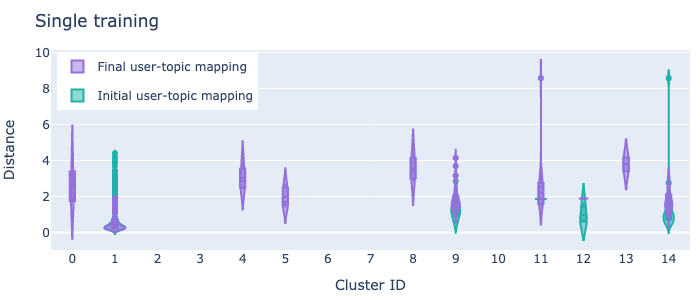 Single training
Final user-topic mapping
Initial user-topic mapping
Distance
10
8
6
4
2
0
0 1 2 3 4 5 6 7 8 9 10 11 12 13 14
Cluster ID